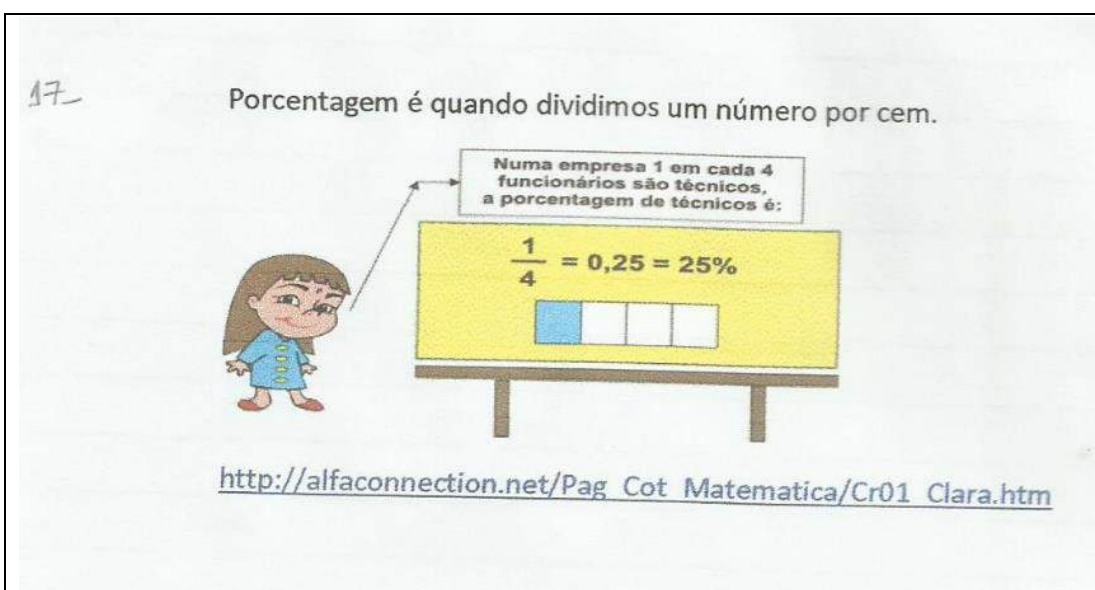 17_
Porcentagem é quando dividimos um número por cem.
Numa empresa 1 em cada 4
funcionários são técnicos,
a porcentagem de técnicos é:
1/4 = 0,25 = 25%
http://alfaconnection.net/Pag_Cot_Matematica/Cr01_Clara.htm